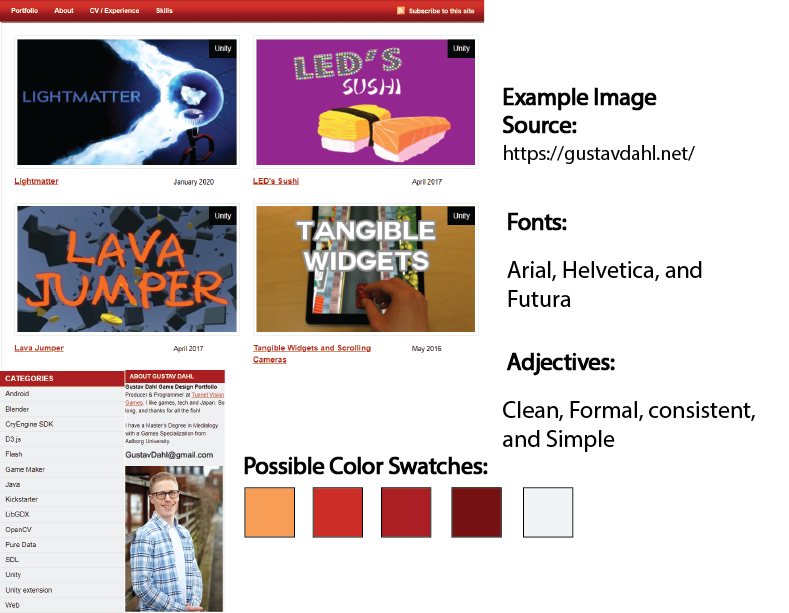 Portfolio About CV / Experience Skills Subscribe to this site
Unity
LIGHTMATTER
Unity
LED'S
SUSHI
Lightmatter January 2020
LED's Sushi April 2017
Unity
LAVA
JUMPER
Unity
TANGIBLE
WIDGETS
Lava Jumper April 2017
Tangible Widgets and Scrolling May 2016
Cameras
CATEGORIES
Android
Blender
CryEngine SDK
D3.js
Flash
Game Maker
Java
Kickstarter
LibGDX
OpenCV
Pure Data
SDL
Unity
Unity extension
Web
ABOUT GUSTAV DAHL
Gustav Dahl Game Design Portfolio
Producer & Programmer at Tunnel Vision
Games. I like games, tech and Japan. So
long, and thanks for all the fish!
I have a Master's Degree in Medialogy
with a Games Specialization from
Aalborg University.
GustavDahl@gmail.com
Example Image
Source:
https://gustavdahl.net/
Fonts:
Arial, Helvetica, and
Futura
Adjectives:
Clean, Formal, consistent,
and Simple
Possible Color Swatches: